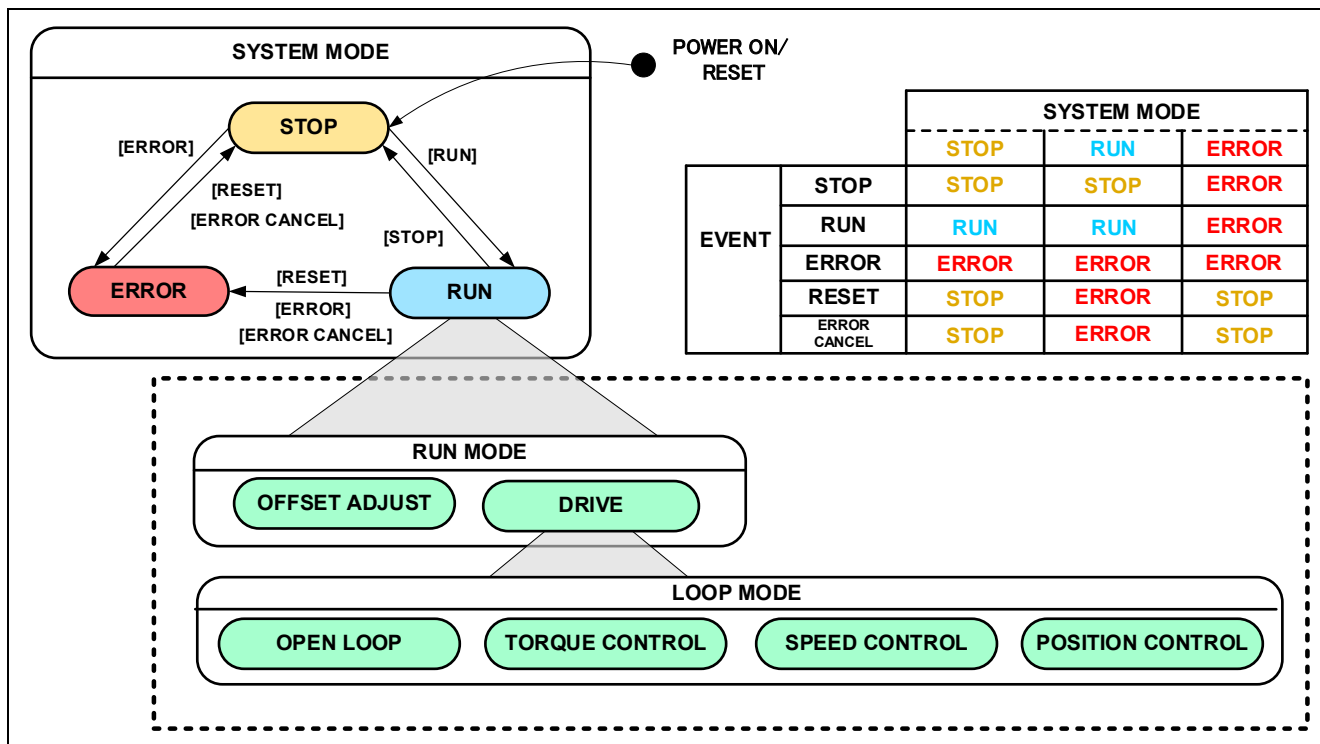 SYSTEM MODE
POWER ON/
RESET
STOP
[ERROR]
[RUN]
[RESET]
[ERROR CANCEL]
[STOP]
ERROR
[RESET]
[ERROR]
[ERROR CANCEL]
RUN
SYSTEM MODE
STOP RUN ERROR
EVENT
STOP STOP STOP ERROR
RUN RUN RUN ERROR
ERROR ERROR ERROR ERROR
RESET STOP ERROR STOP
ERROR
CANCEL STOP ERROR STOP
RUN MODE
OFFSET ADJUST DRIVE
LOOP MODE
OPEN LOOP TORQUE CONTROL SPEED CONTROL POSITION CONTROL